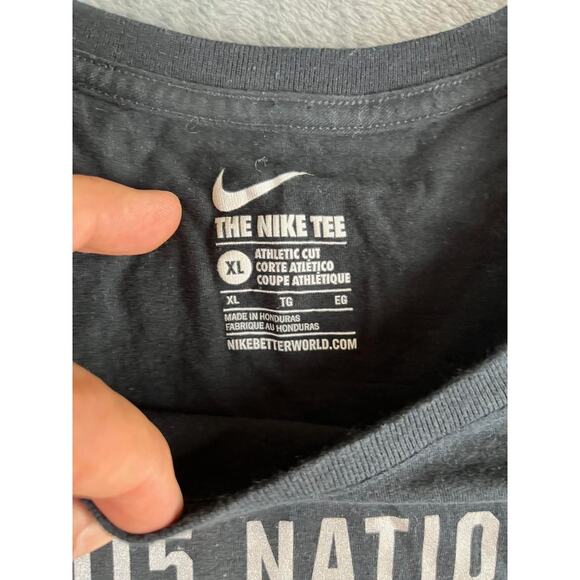 THE NIKE TEE
XL
ATHLETIC CUT
CORTE ATLÉTICO
COUPE ATHLÉTIQUE
XL TG EG
MADE IN HONDURAS
FABRIQUE AU HONDURAS
NIKEBETTERWORLD.COM